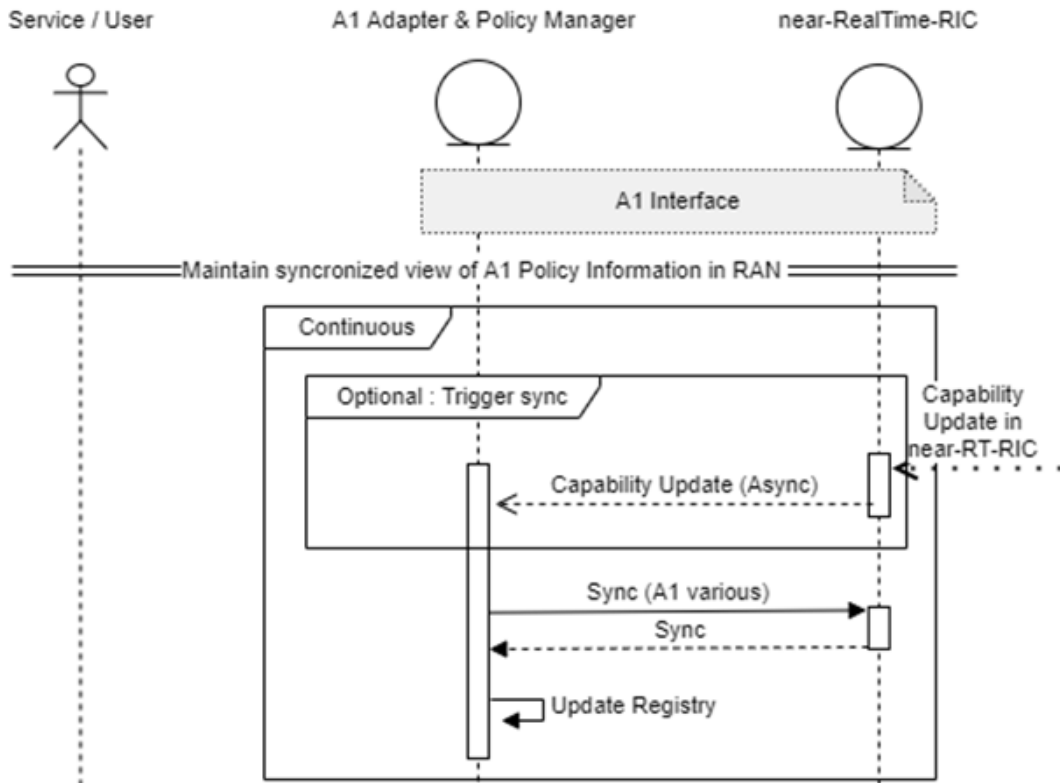 Service / User
A1 Adapter & Policy Manager
near-RealTime-RIC
A1 Interface
Maintain syncronized view of A1 Policy Information in RAN
Continuous
Optional : Trigger sync
Capability
Update in
near-RT-RIC
Capability Update (Async)
Sync (A1 various)
Sync
Update Registry